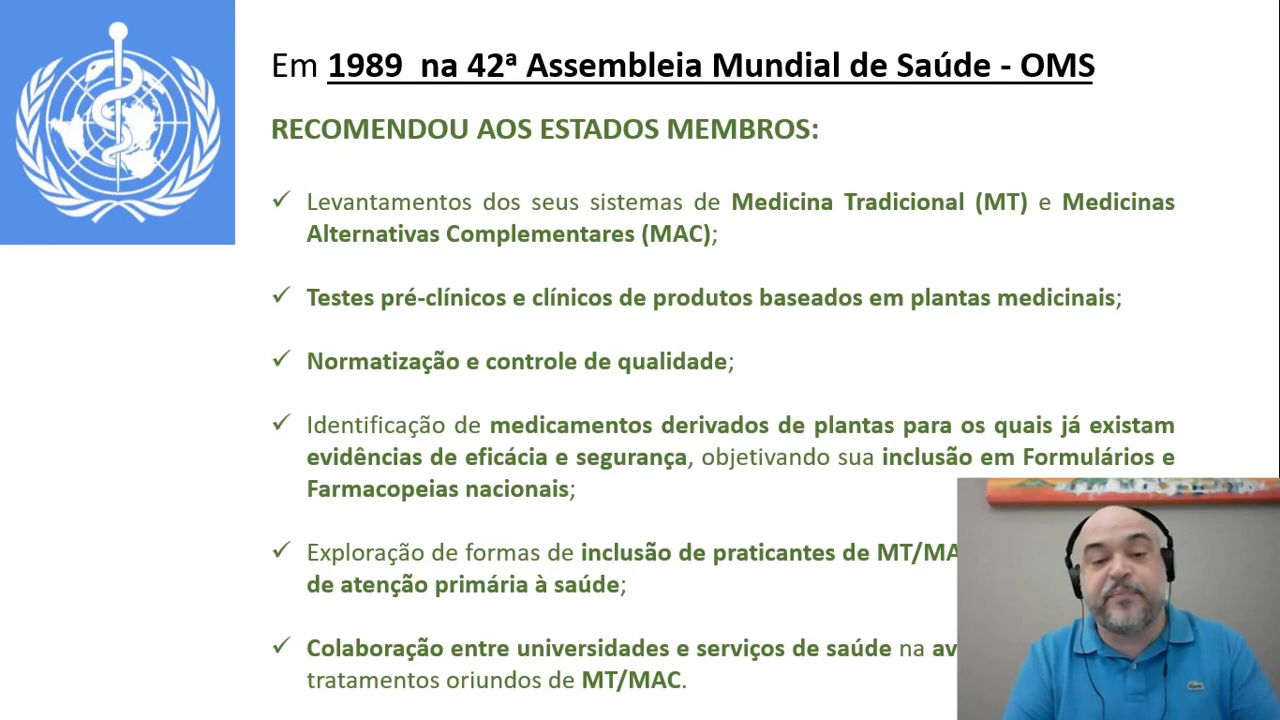 Em 1989 na 42ª Assembleia Mundial de Saúde - OMS
RECOMENDOU AOS ESTADOS MEMBROS:
✓ Levantamentos dos seus sistemas de Medicina Tradicional (MT) e Medicinas
Alternativas Complementares (MAC);
✓ Testes pré-clínicos e clínicos de produtos baseados em plantas medicinais;
✓ Normatização e controle de qualidade;
✓ Identificação de medicamentos derivados de plantas para os quais já existam
evidências de eficácia e segurança, objetivando sua inclusão em Formulários e
Farmacopeias nacionais;
✓ Exploração de formas de inclusão de praticantes de
de atenção primária à saúde;
✓ Colaboração entre universidades e serviços de saúde na
tratamentos oriundos de MT/MAC.